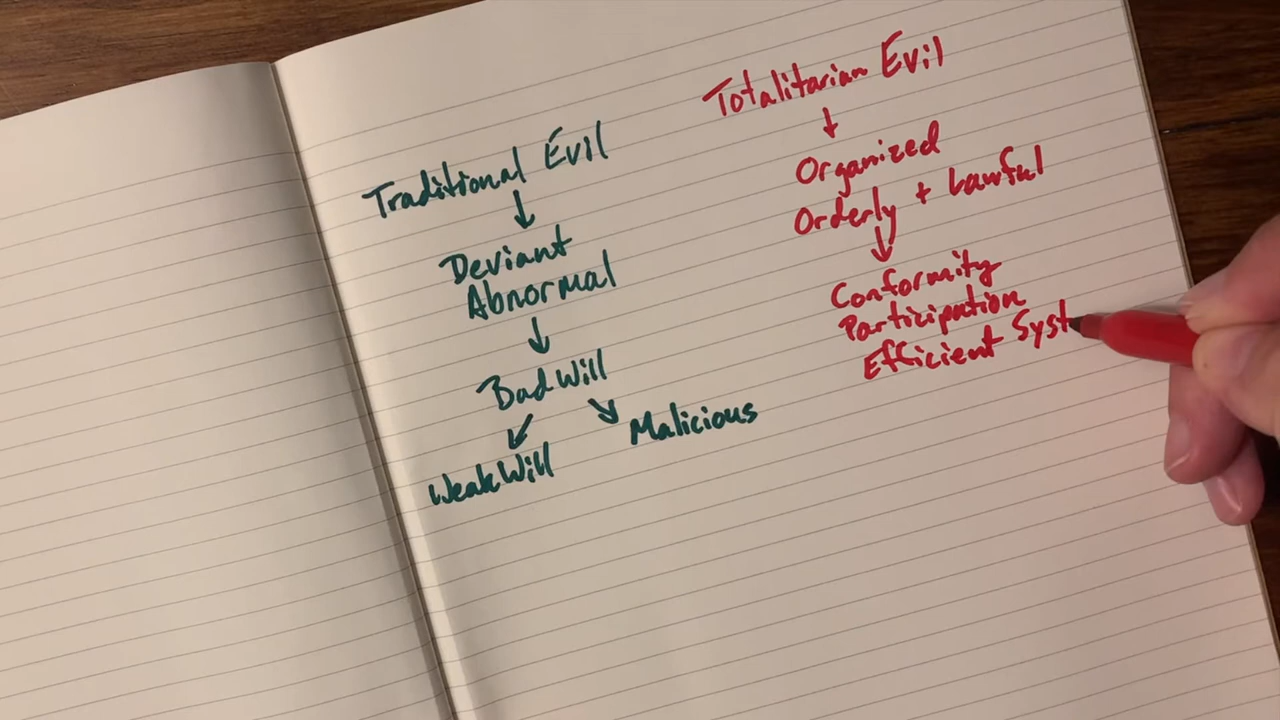 Traditional Evil
Deviant
Abnormal
Bad Will
Weak Will
Malicious
Totalitarian Evil
Organized
Orderly + Lawful
Conformity
Participation
Efficient Syst